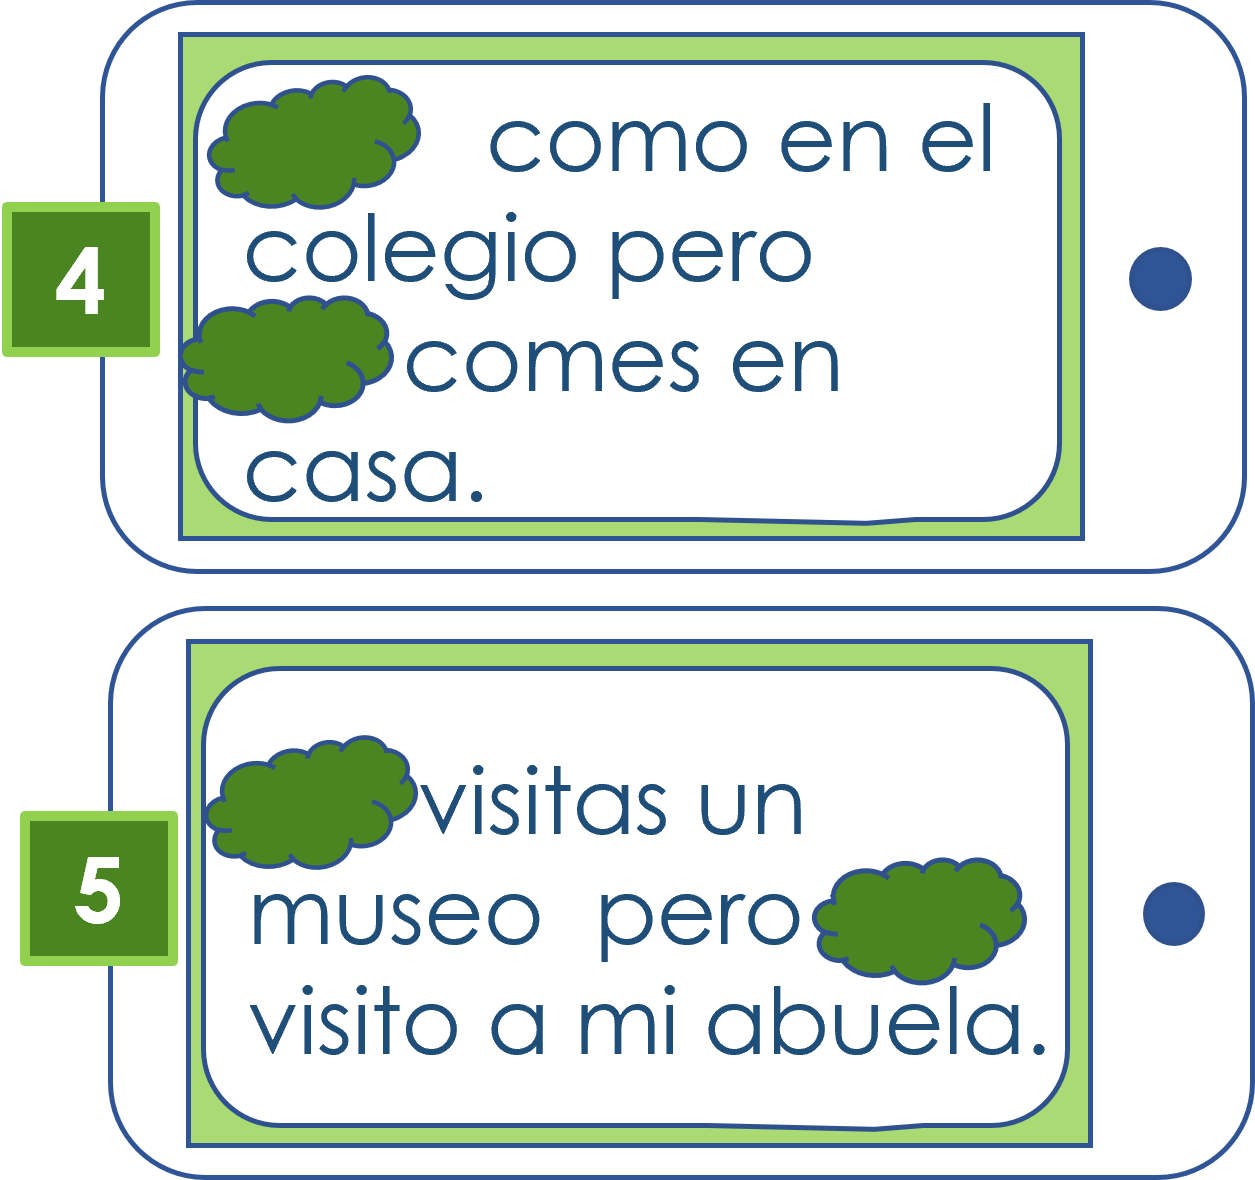 como en el
4
colegio pero
comes en
casa.
visitas un
5
museo pero
visito a mi abuela.